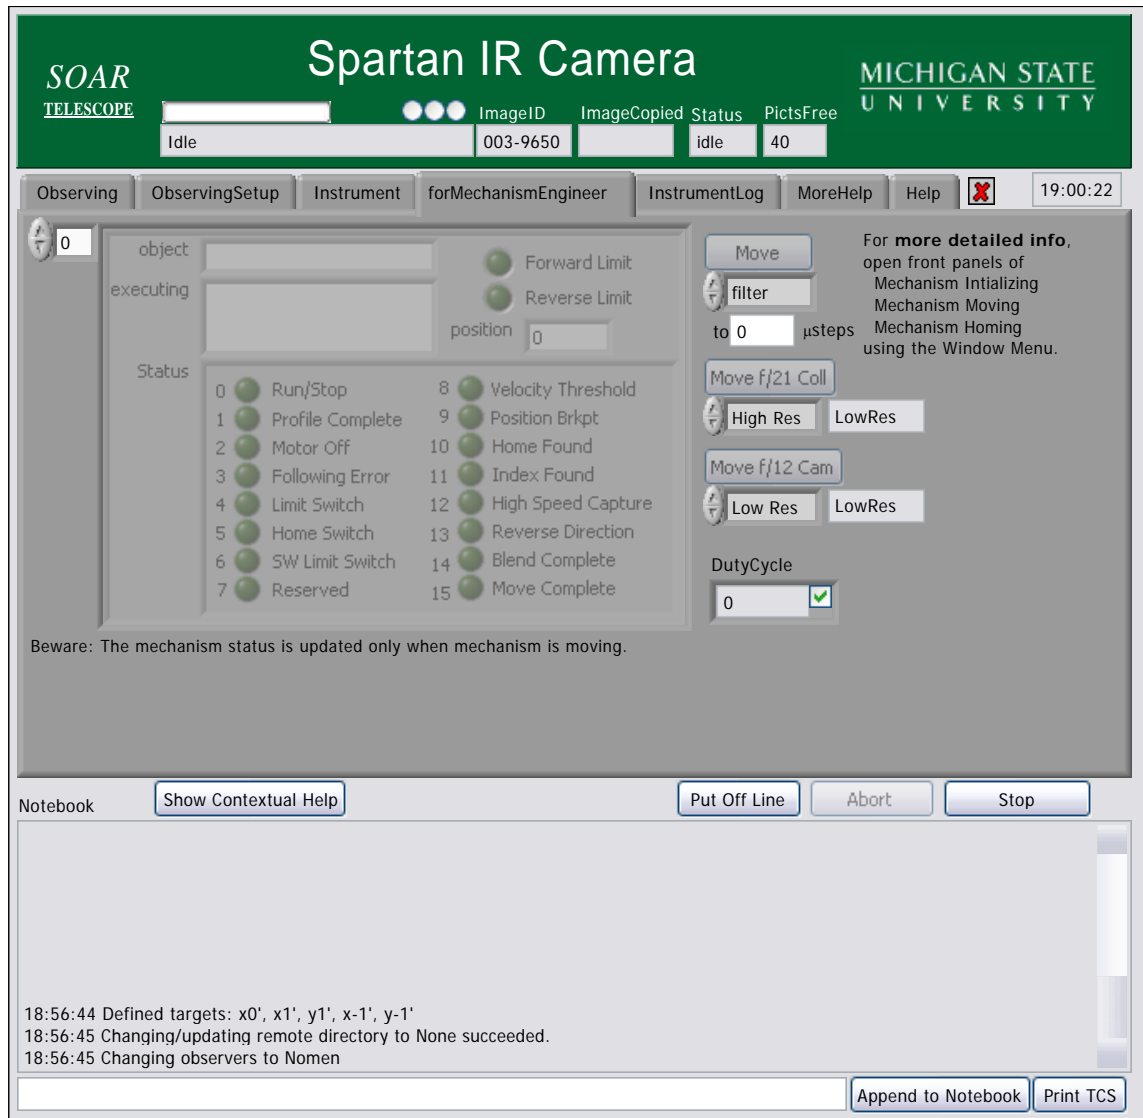 Spartan IR Camera
SOAR
TELESCOPE
MICHIGAN STATE
UNIVERSITY
ImageID ImageCopied Status PictsFree
Idle 003-9650 idle 40
Observing ObservingSetup Instrument forMechanismEngineer InstrumentLog MoreHelp Help 19:00:22
0
object
executing
Forward Limit
Reverse Limit
position 0
Status
0 Run/Stop
1 Profile Complete
2 Motor Off
3 Following Error
4 Limit Switch
5 Home Switch
6 SW Limit Switch
7 Reserved
8 Velocity Threshold
9 Position Brkpt
10 Home Found
11 Index Found
12 High Speed Capture
13 Reverse Direction
14 Blend Complete
15 Move Complete
Move
filter
to 0 µsteps
Move f/21 Coll
High Res LowRes
Move f/12 Cam
Low Res LowRes
DutyCycle
0
For more detailed info,
open front panels of
Mechanism Intializing
Mechanism Moving
Mechanism Homing
using the Window Menu.
Beware: The mechanism status is updated only when mechanism is moving.
Notebook Show Contextual Help Put Off Line Abort Stop
18:56:44 Defined targets: x0', x1', y1', x-1', y-1'
18:56:45 Changing/updating remote directory to None succeeded.
18:56:45 Changing observers to Nomen
Append to Notebook Print TCS